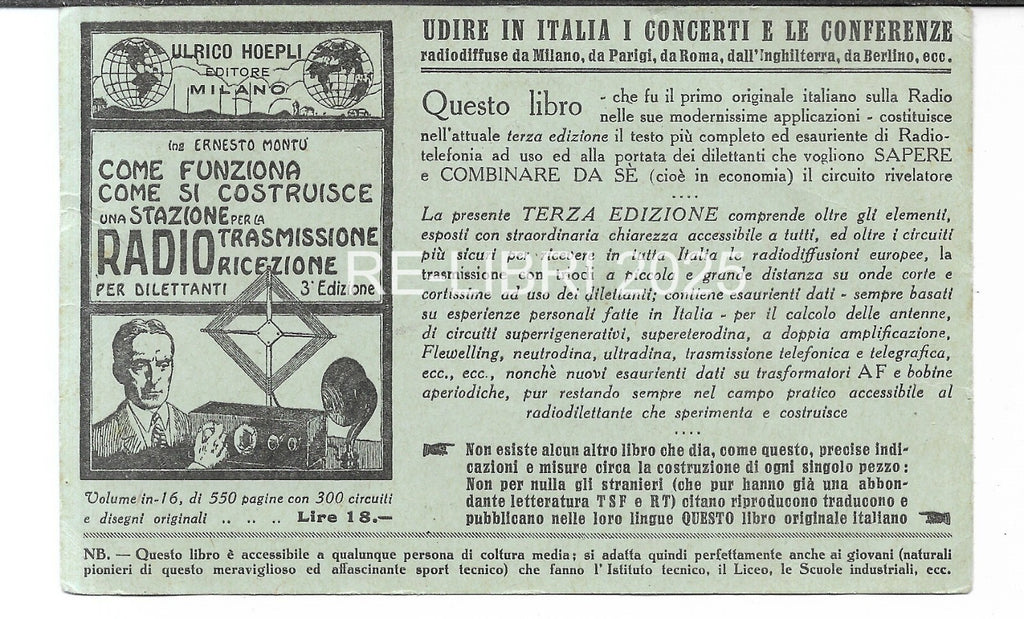 ULRICO HOEPLI
EDITORE
MILANO
ing ERNESTO MONTÙ
COME FUNZIONA
COME SI COSTRUISCE
UNA STAZIONE PER LA
RADIO TRASMISSIONE
RICEZIONE
PER DILETTANTI 3ª Edizione
Volume in-16, di 550 pagine con 300 circuiti
e disegni originali .. .. .. Lire 18.—
UDIRE IN ITALIA I CONCERTI E LE CONFERENZE
radiodiffuse da Milano, da Parigi, da Roma, dall'Inghilterra, da Berlino, ecc.
Questo libro - che fu il primo originale italiano sulla Radio
nelle sue modernissime applicazioni - costituisce
nell'attuale terza edizione il testo più completo ed esauriente di Radio-
telefonia ad uso ed alla portata dei dilettanti che vogliono SAPERE
e COMBINARE DA SÈ (cioè in economia) il circuito rivelatore
....
La presente TERZA EDIZIONE comprende oltre gli elementi,
esposti con straordinaria chiarezza accessibile a tutti, ed oltre i circuiti
più sicuri per ricevere in tutta Italia le radiodiffusioni europee, la
trasmissione con pochi a piccola e grande distanza su onde corte e
cortissime ad uso dei dilettanti; contiene esaurienti dati - sempre basati
su esperienze personali fatte in Italia - per il calcolo delle antenne,
di circuiti superrigenerativi, supereterodina, a doppia amplificazione,
Flewelling, neutrodina, ultradina, trasmissione telefonica e telegrafica,
ecc., ecc., nonchè nuovi esaurienti dati su trasformatori AF e bobine
aperiodiche, pur restando sempre nel campo pratico accessibile al
radiodilettante che sperimenta e costruisce
....
Non esiste alcun altro libro che dia, come questo, precise indi-
cazioni e misure circa la costruzione di ogni singolo pezzo:
Non per nulla gli stranieri (che pur hanno già una abbon-
dante letteratura TSF e RT) citano riproducono traducono e
pubblicano nelle loro lingue QUESTO libro originale italiano
NB. — Questo libro è accessibile a qualunque persona di coltura media; si adatta quindi perfettamente anche ai giovani (naturali
pionieri di questo meraviglioso ed affascinante sport tecnico) che fanno l'Istituto tecnico, il Liceo, le Scuole industriali, ecc.
RE-LIBRI 2025